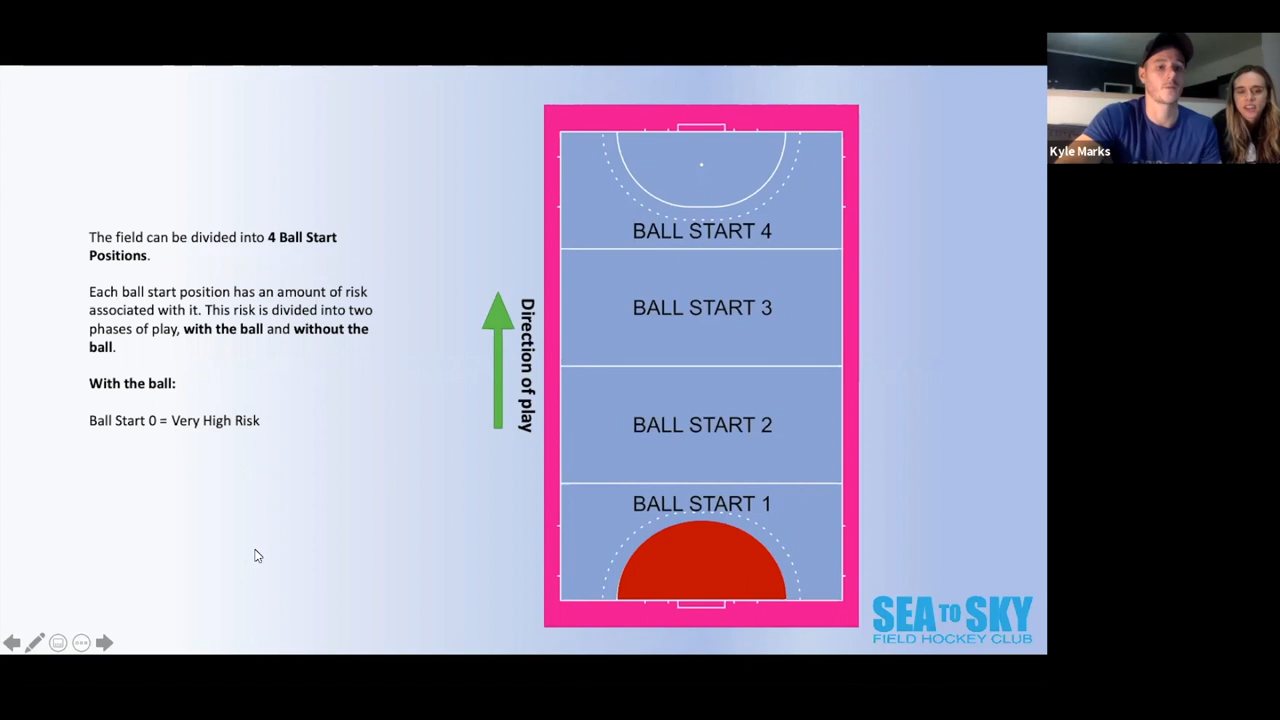 The field can be divided into 4 Ball Start
Positions.
Each ball start position has an amount of risk
associated with it. This risk is divided into two
phases of play, with the ball and without the
ball.
With the ball:
Ball Start 0 = Very High Risk
Direction of play
BALL START 4
BALL START 3
BALL START 2
BALL START 1
SEA TO SKY
FIELD HOCKEY CLUB
Kyle Marks